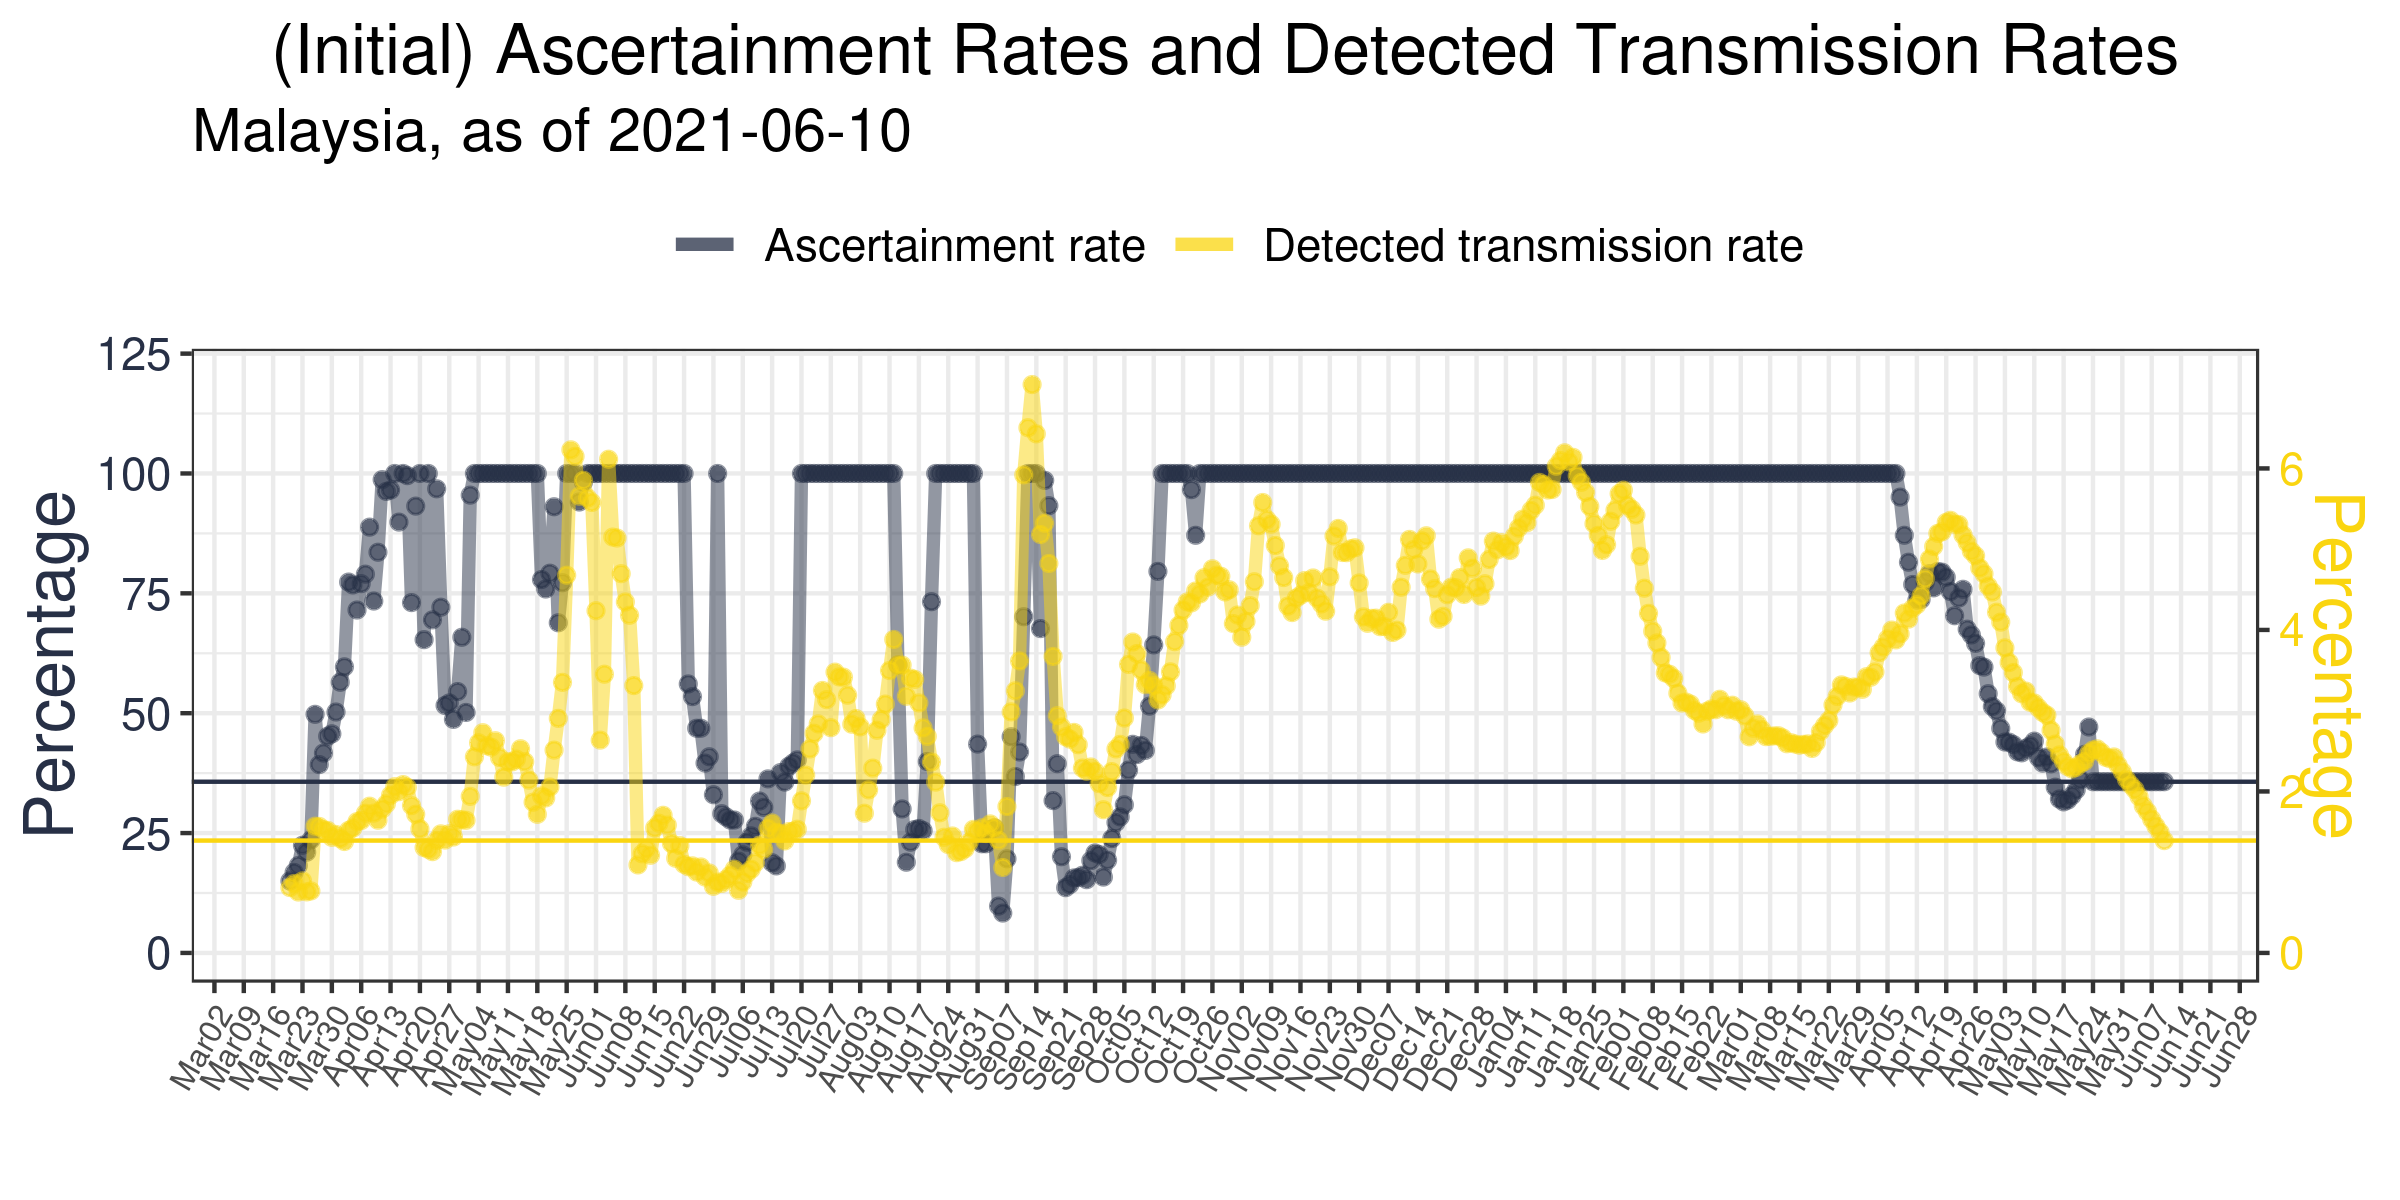 (Initial) Ascertainment Rates and Detected Transmission Rates
Malaysia, as of 2021-06-10
Ascertainment rate
Detected transmission rate
125
100
75
50
25
0
Percentage
6
4
2
0
Percentage
Mar02
Mar09
Mar16
Mar23
Mar30
Apr06
Apr13
Apr20
Apr27
May04
May11
May18
May25
Jun01
Jun08
Jun15
Jun22
Jun29
Jul06
Jul13
Jul20
Jul27
Aug03
Aug10
Aug17
Aug24
Aug31
Sep07
Sep14
Sep21
Sep28
Oct05
Oct12
Oct19
Oct26
Nov02
Nov09
Nov16
Nov23
Nov30
Dec07
Dec14
Dec21
Dec28
Jan04
Jan11
Jan18
Jan25
Feb01
Feb08
Feb15
Feb22
Mar01
Mar08
Mar15
Mar22
Mar29
Apr05
Apr12
Apr19
Apr26
May03
May10
May17
May24
May31
Jun07
Jun14
Jun21
Jun28